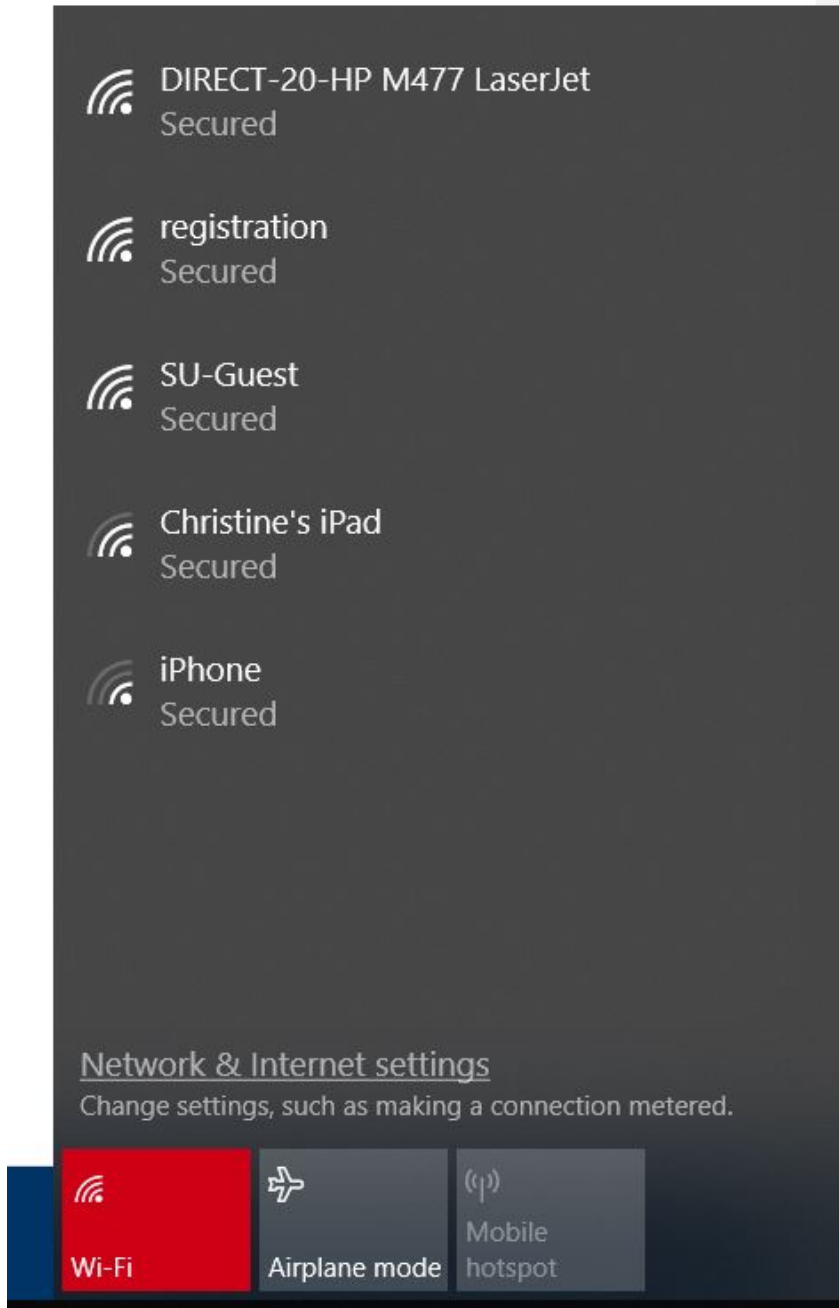 DIRECT-20-HP M477 LaserJet
Secured
registration
Secured
SU-Guest
Secured
Christine's iPad
Secured
iPhone
Secured
Network & Internet settings
Change settings, such as making a connection metered.
Wi-Fi
Airplane mode
Mobile
hotspot